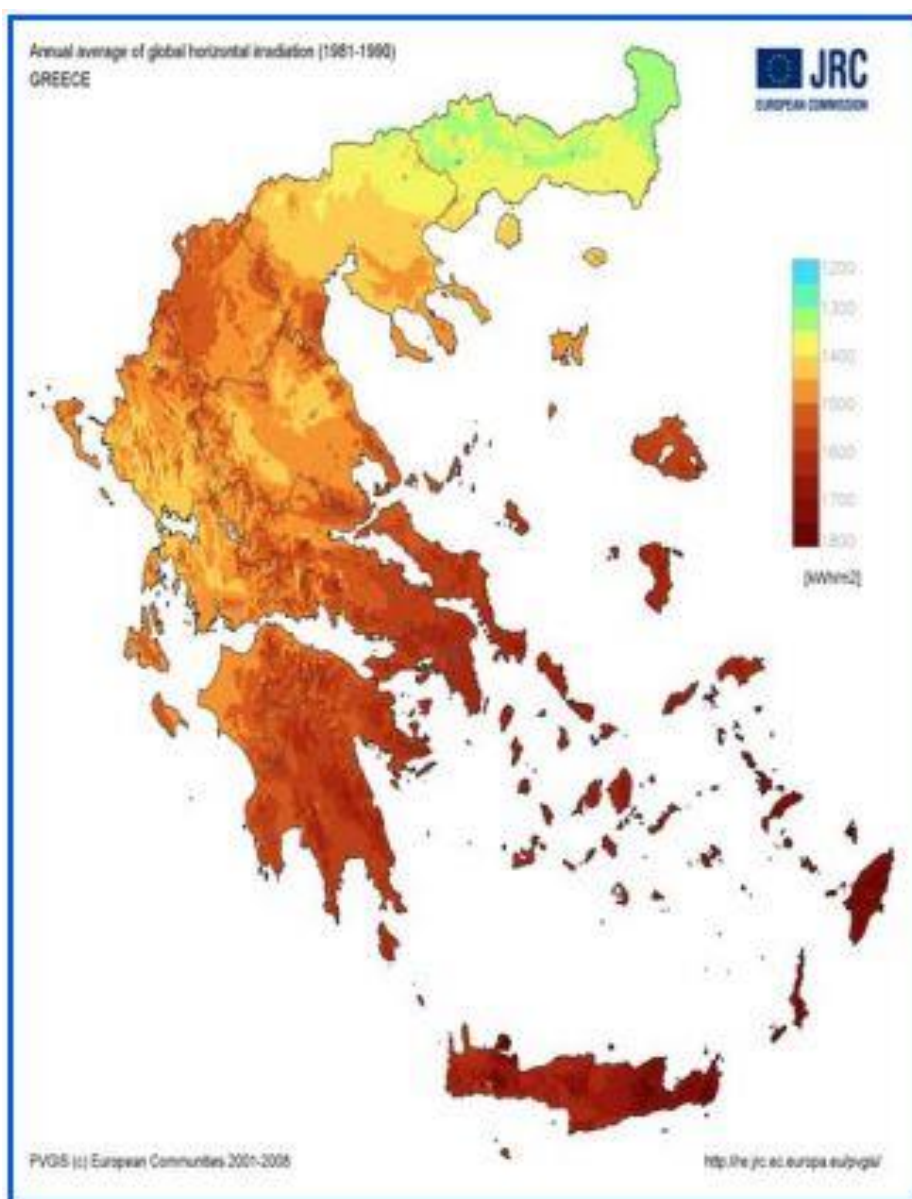 Annual average of global horizontal irradiation (1981-1990)
GREECE
JRC
EUROPEAN COMMISSION
1200
1300
1400
1500
1600
1700
1800
[kWh/m2]
PVGIS (c) European Communities 2001-2008
http://re.jrc.ec.europa.eu/pvgis/